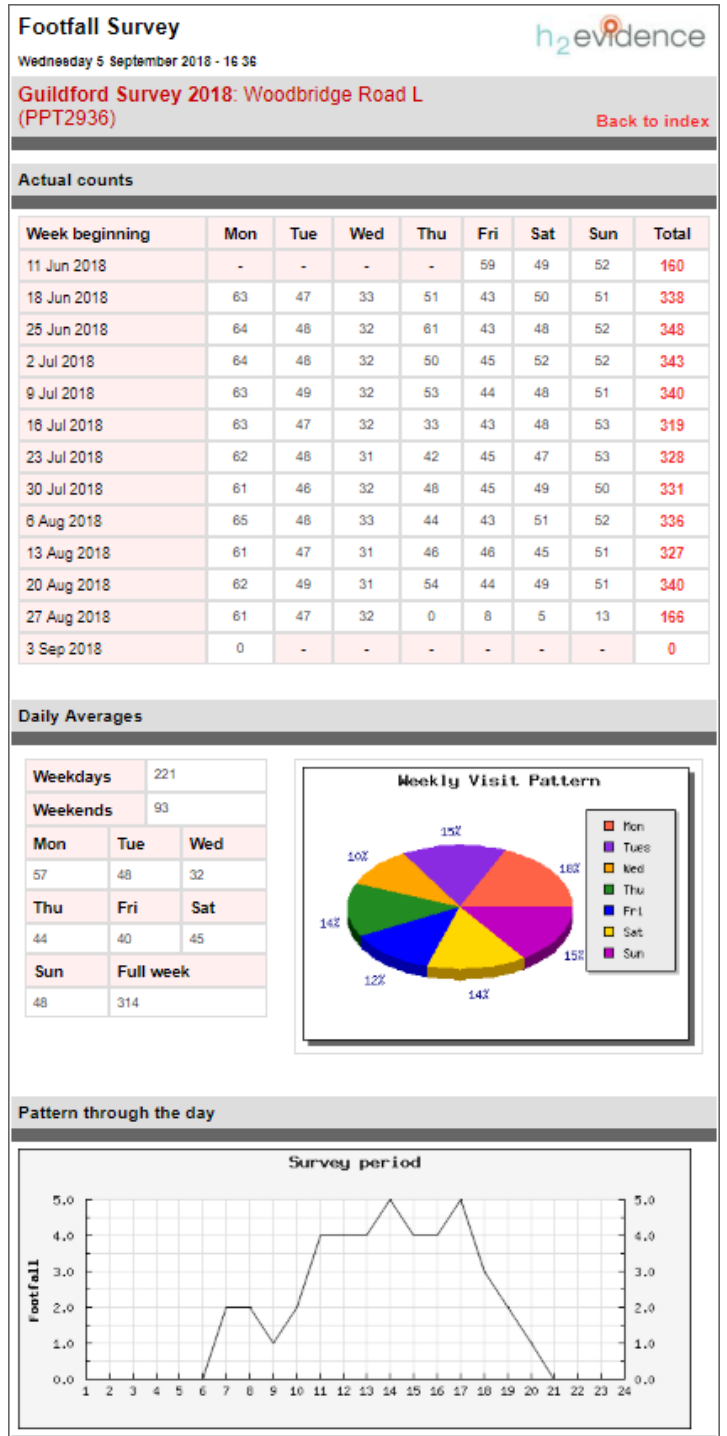 Footfall Survey
h2evidence
Wednesday 5 September 2018 - 16 36
Guildford Survey 2018: Woodbridge Road L
(PPT2936)
Back to index
Actual counts
Week beginning Mon Tue Wed Thu Fri Sat Sun Total
11 Jun 2018 - - - - 59 49 52 160
18 Jun 2018 63 47 33 51 43 50 51 338
25 Jun 2018 64 48 32 61 43 48 52 348
2 Jul 2018 64 48 32 50 45 52 52 343
9 Jul 2018 63 49 32 53 44 48 51 340
16 Jul 2018 63 47 32 33 43 48 53 319
23 Jul 2018 62 48 31 42 45 47 53 328
30 Jul 2018 61 46 32 48 45 49 50 331
6 Aug 2018 65 48 33 44 43 51 52 336
13 Aug 2018 61 47 31 46 46 45 51 327
20 Aug 2018 62 49 31 54 44 49 51 340
27 Aug 2018 61 47 32 0 8 5 13 166
3 Sep 2018 0 - - - - - - 0
Daily Averages
Weekdays 221
Weekends 93
Mon Tue Wed
57 48 32
Thu Fri Sat
44 40 45
Sun Full week
48 314
Weekly Visit Pattern
15%
10%
18%
14%
12%
14%
15%
Mon
Tues
Wed
Thu
Fri
Sat
Sun
Pattern through the day
Survey period
Footfall
5.0 5.0
4.0 4.0
3.0 3.0
2.0 2.0
1.0 1.0
0.0 0.0
1 2 3 4 5 6 7 8 9 10 11 12 13 14 15 16 17 18 19 20 21 22 23 24